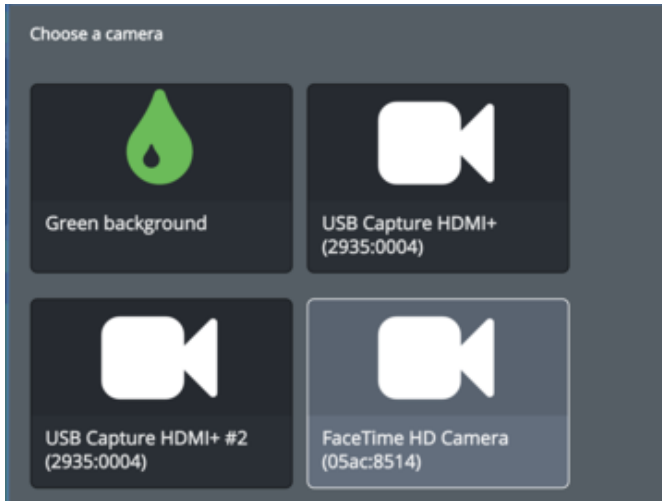 Choose a camera
Green background
USB Capture HDMI+
(2935:0004)
USB Capture HDMI+ #2
(2935:0004)
FaceTime HD Camera
(05ac:8514)